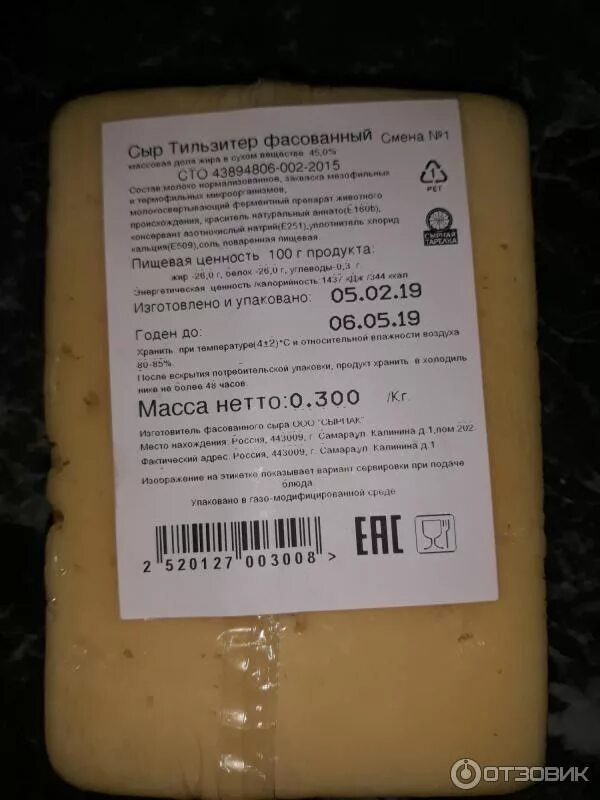 Сыр Тильзитер фасованный Смена №1
массовая доля жира в сухом веществе 45,0%
СТО 43894806-002-2015
Состав:молоко нормализованное, закваска мезофильных
и термофильных микроорганизмов,
молокосвертывающий ферментный препарат животного
происхождения, краситель натуральный аннато(Е160b),
консервант азотнокислый натрий(Е251),уплотнитель хлорид
кальция(Е509),соль поваренная пищевая
PET
СЫРНАЯ
ТАРЕЛКА
Пищевая ценность 100 г продукта:
жир -26,0 г, белок -26,0 г, углеводы-0,3 г
Энергетическая ценность /калорийность: 1437 кДж /344 ккал
Изготовлено и упаковано: 05.02.19
Годен до: 06.05.19
Хранить при температуре(4±2)°С и относительной влажности воздуха
80-85%.
После вскрытия потребительской упаковки, продукт хранить в холодиль
нике не более 48 часов.
Масса нетто:0.300 /Кг.
Изготовитель фасованного сыра ООО "СЫРПАК"
Место нахождения: Россия, 443009, г. Самара,ул. Калинина д.1,пом.202
Фактический адрес: Россия, 443009, г. Самара,ул. Калинина д.1
Изображение на этикетке показывает вариант сервировки при подаче
блюда
Упаковано в газо-модифицированной среде
2 520127 003008 >
EAC
ОТЗОВИК